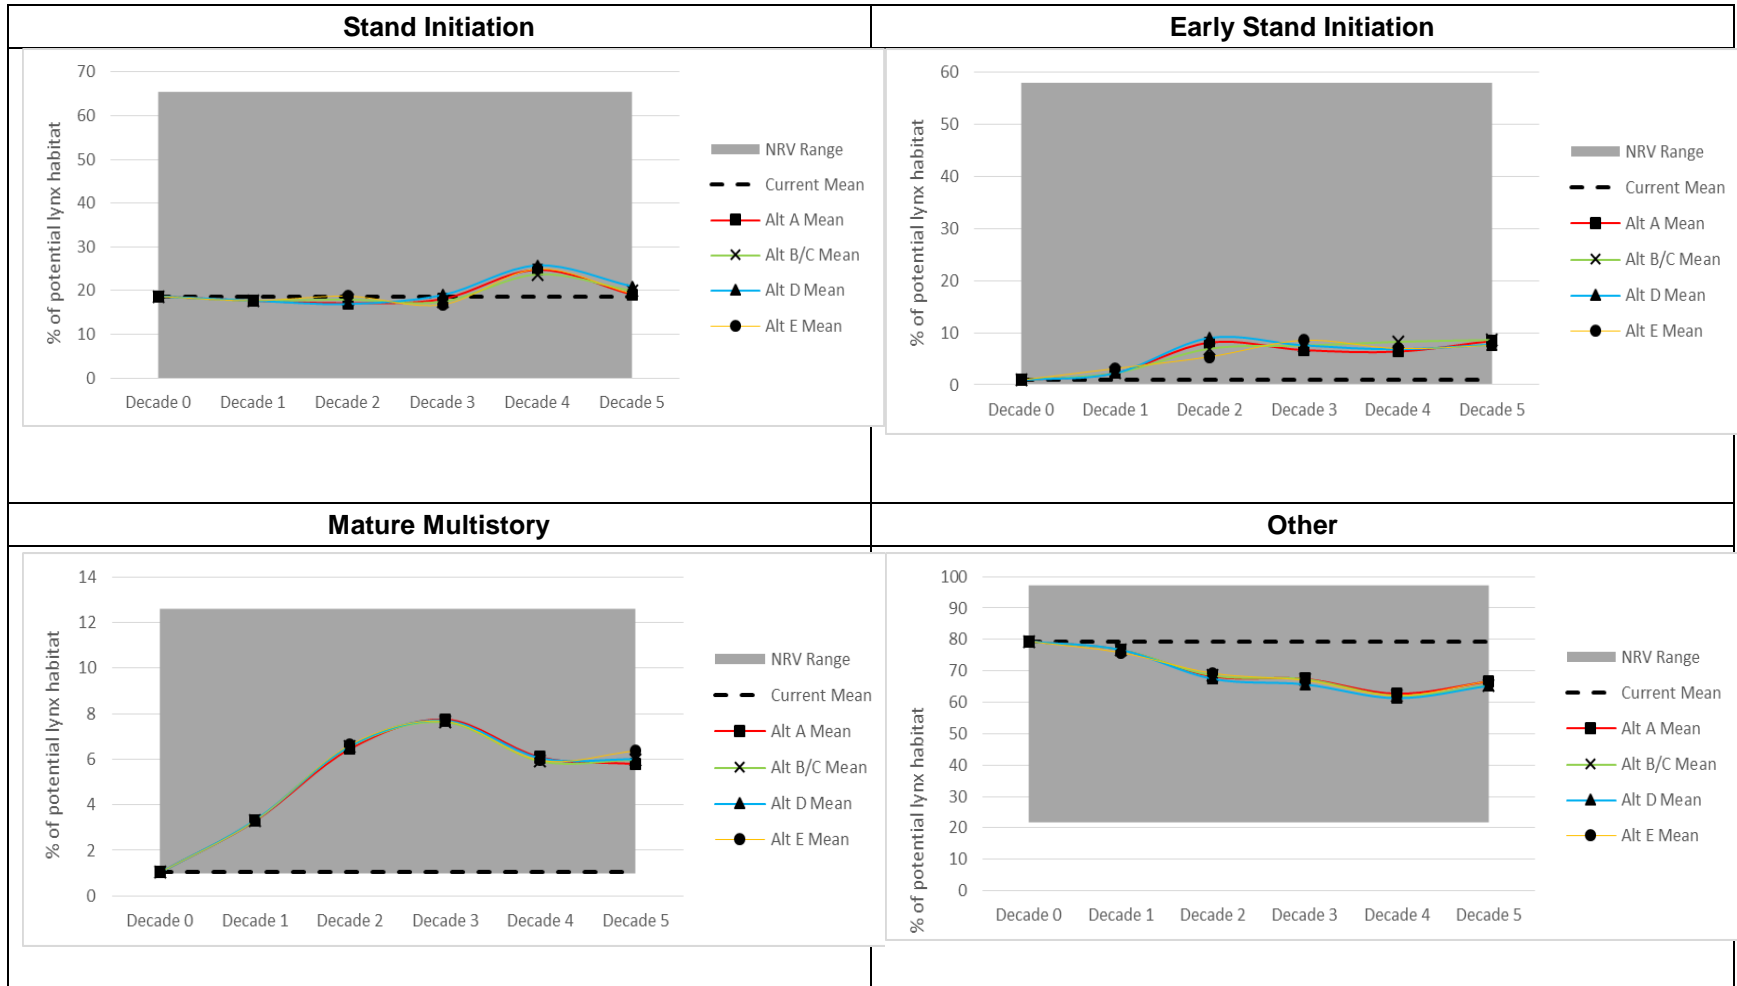 Stand Initiation
% of potential lynx habitat
70
60
50
40
30
20
10
0
Decade 0 Decade 1 Decade 2 Decade 3 Decade 4 Decade 5
NRV Range
Current Mean
Alt A Mean
Alt B/C Mean
Alt D Mean
Alt E Mean
Early Stand Initiation
% of potential lynx habitat
60
50
40
30
20
10
0
Decade 0 Decade 1 Decade 2 Decade 3 Decade 4 Decade 5
NRV Range
Current Mean
Alt A Mean
Alt B/C Mean
Alt D Mean
Alt E Mean
Mature Multistory
% of potential lynx habitat
14
12
10
8
6
4
2
0
Decade 0 Decade 1 Decade 2 Decade 3 Decade 4 Decade 5
NRV Range
Current Mean
Alt A Mean
Alt B/C Mean
Alt D Mean
Alt E Mean
Other
% of potential lynx habitat
100
90
80
70
60
50
40
30
20
10
0
Decade 0 Decade 1 Decade 2 Decade 3 Decade 4 Decade 5
NRV Range
Current Mean
Alt A Mean
Alt B/C Mean
Alt D Mean
Alt E Mean